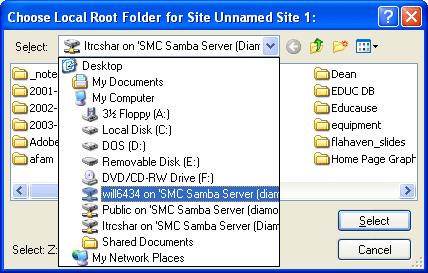 Choose Local Root Folder for Site Unnamed Site 1:
Select: ltrcshar on 'SMC Samba Server (Diam
Desktop
My Documents
My Computer
3½ Floppy (A:)
Local Disk (C:)
DOS (D:)
Removable Disk (E:)
DVD/CD-RW Drive (F:)
will6434 on 'SMC Samba Server (diam
Public on 'SMC Samba Server (diamo
ltrcshar on 'SMC Samba Server (Diam
Shared Documents
My Network Places
_note
2001-
2002-
2003-
Adobe
afam
Dean
EDUC DB
Educause
equipment
flahaven_slides
Home Page Graph
Select: Z:
Select
Cancel